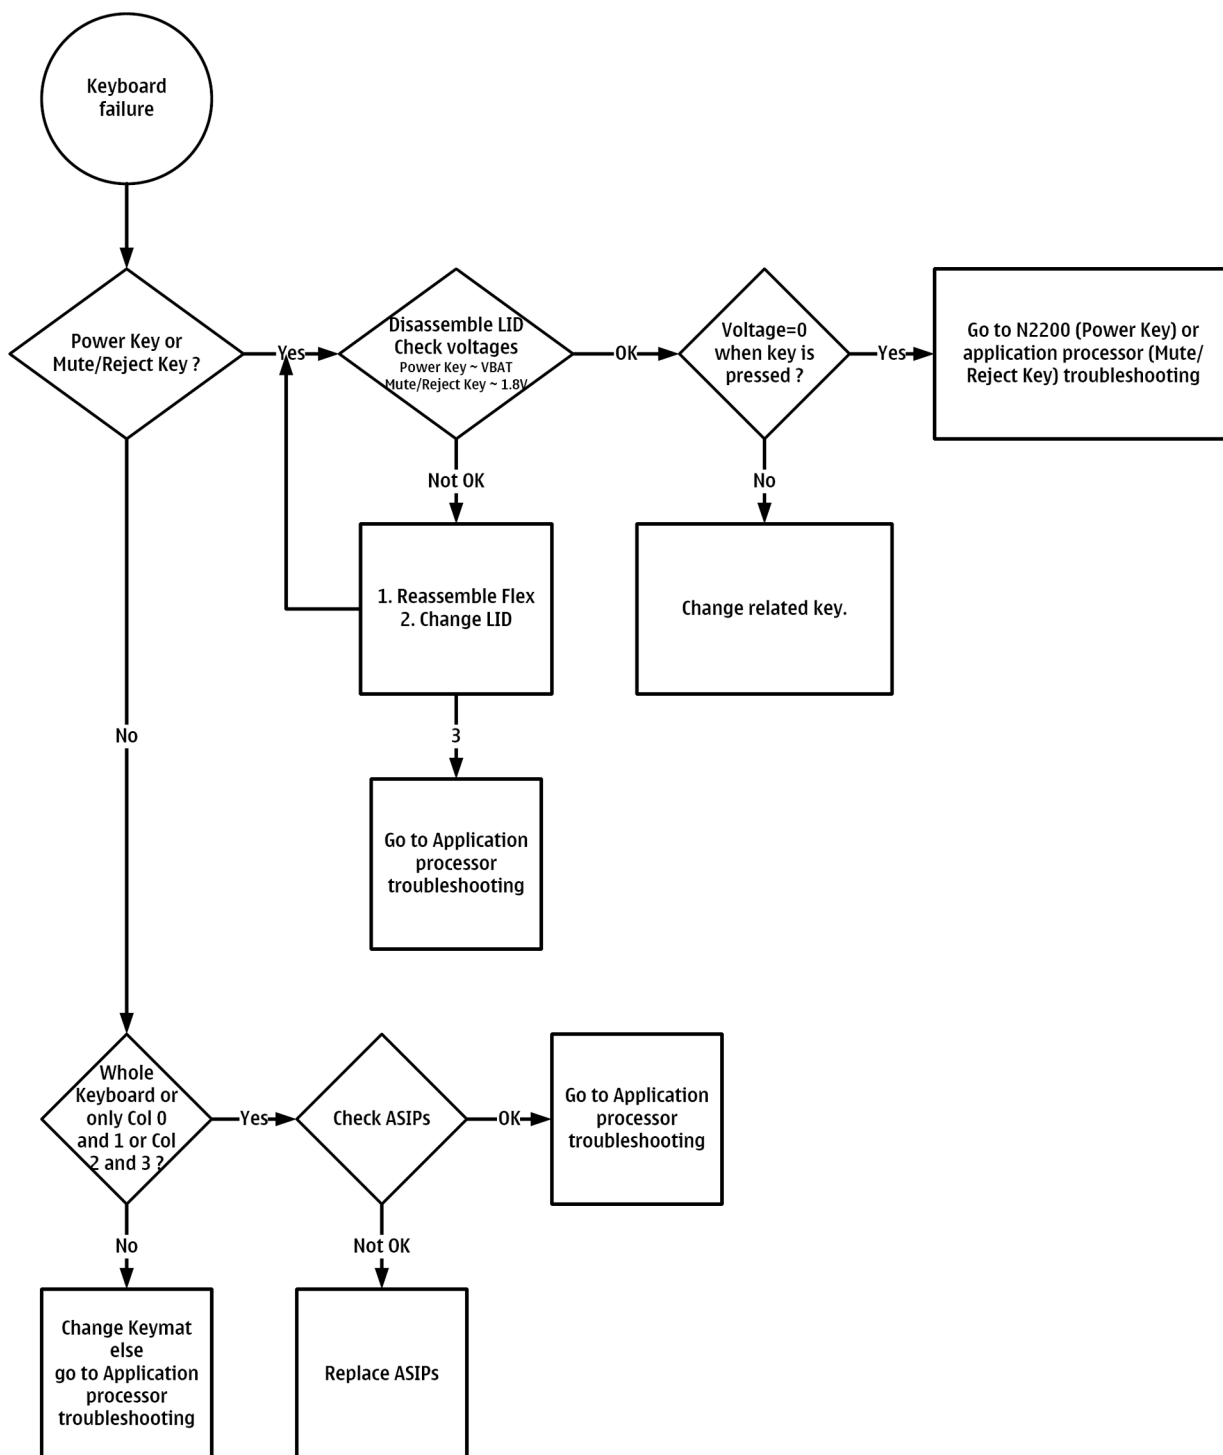 Keyboard
failure
Power Key or
Mute/Reject Key ?
Yes
Disassemble LID
Check voltages
Power Key ~ VBAT
Mute/Reject Key ~ 1.8V
OK
Voltage=0
when key is
pressed ?
Yes
Go to N2200 (Power Key) or
application processor (Mute/
Reject Key) troubleshooting
Not OK
No
1. Reassemble Flex
2. Change LID
Change related key.
No
3
Go to Application
processor
troubleshooting
Whole
Keyboard or
only Col 0
and 1 or Col
2 and 3 ?
Yes
Check ASIPs
OK
Go to Application
processor
troubleshooting
No
Not OK
Change Keymat
else
go to Application
processor
troubleshooting
Replace ASIPs